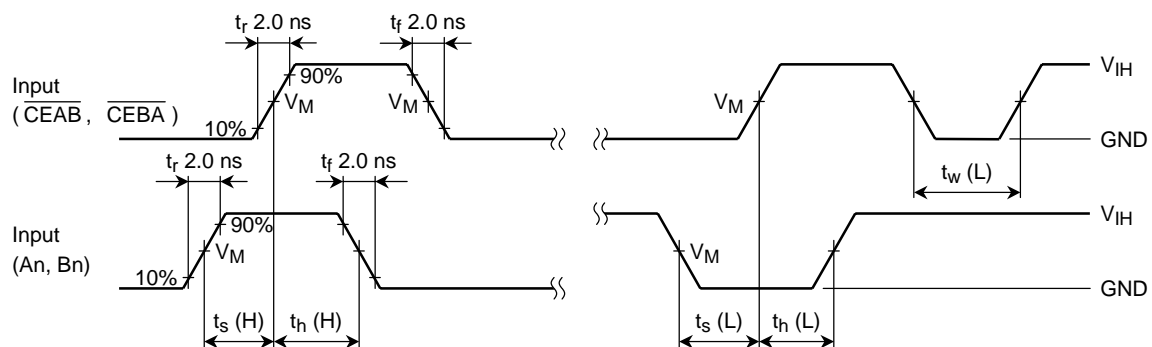 tr 2.0 ns
tf 2.0 ns
Input
(CEAB, CEBA)
10%
90%
VM
VM
VM
VIH
GND
tw (L)
tr 2.0 ns
tf 2.0 ns
Input
(An, Bn)
10%
90%
VM
VM
VIH
GND
ts (H)
th (H)
ts (L)
th (L)